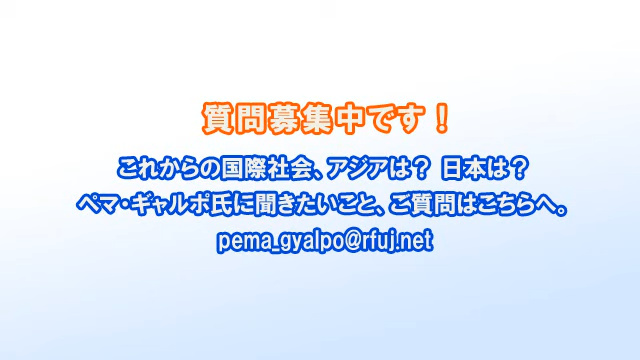 質問募集中です！
これからの国際社会、アジアは？ 日本は？
ペマ・ギャルポ氏に聞きたいこと、ご質問はこちらへ。
pema_gyalpo@rfuj.net